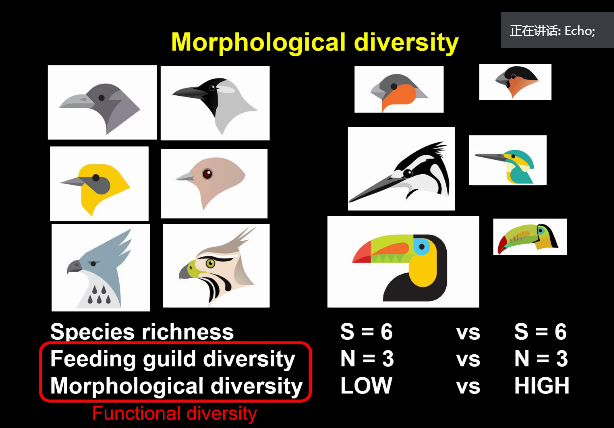 正在讲话: Echo;
Morphological diversity
Species richness S = 6 vs S = 6
Feeding guild diversity N = 3 vs N = 3
Morphological diversity LOW vs HIGH
Functional diversity